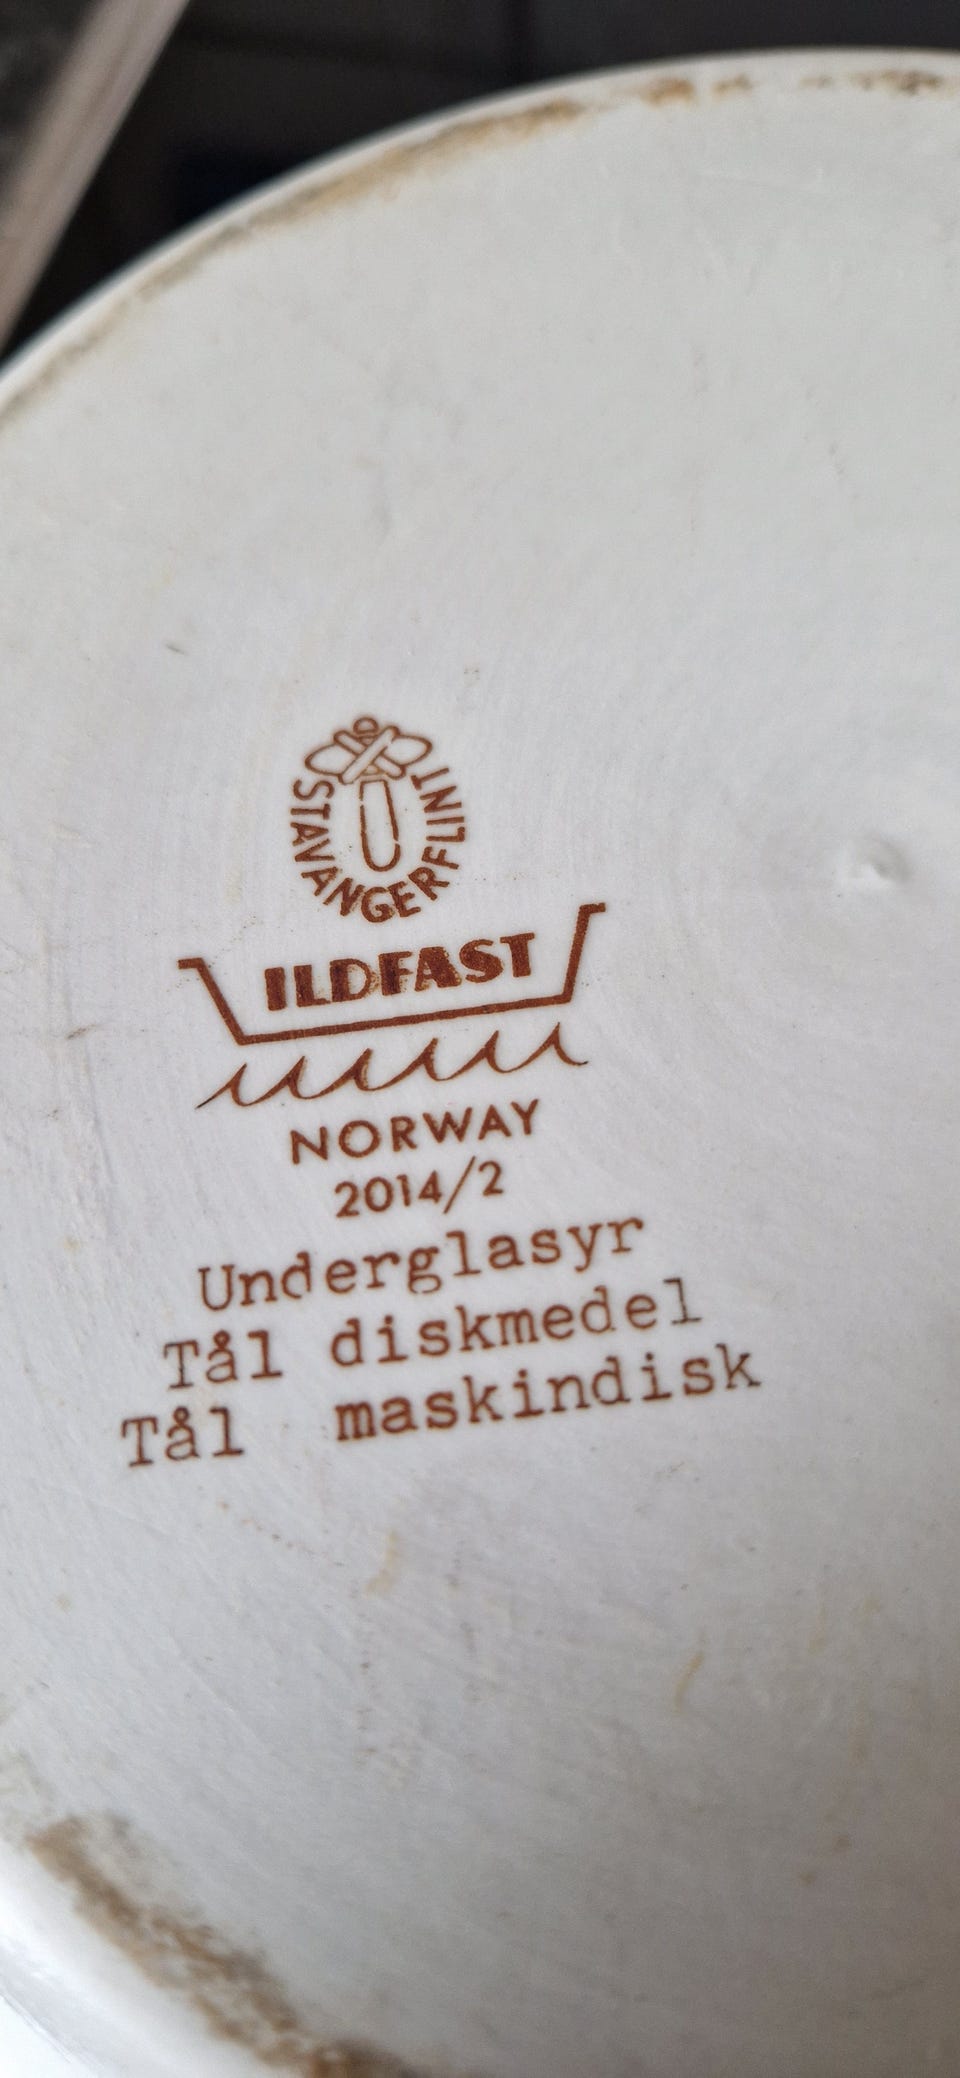 STAVANGERFLINT
ILDFAST
NORWAY
2014/2
Underglasyr
Tål diskmedel
Tål maskindisk